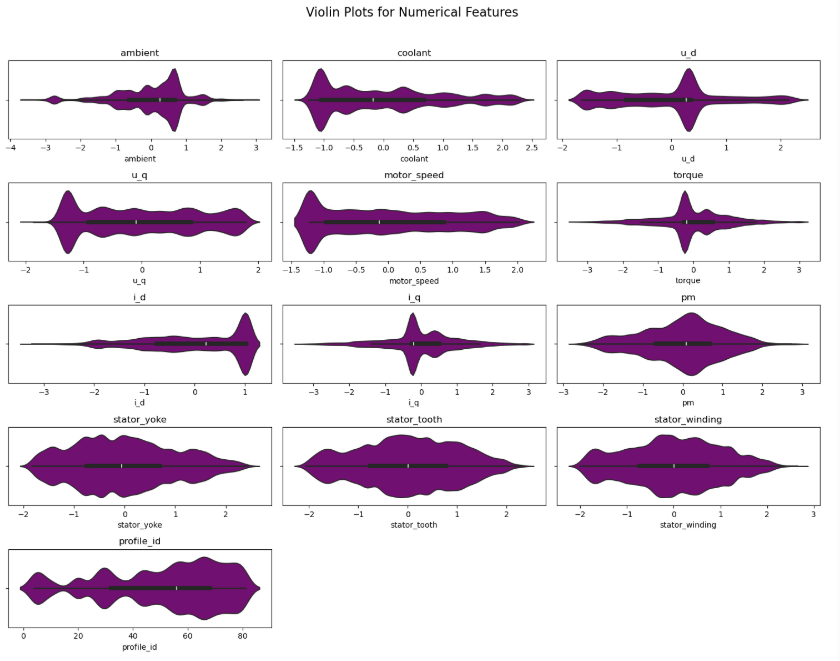 Violin Plots for Numerical Features
ambient coolant u_d
−4 −3 −2 −1 0 1 2 3 −1.5 −1.0 −0.5 0.0 0.5 1.0 1.5 2.0 2.5 −2 −1 0 1 2
ambient coolant u_d
u_q motor_speed torque
−2 −1 0 1 2 −1.5 −1.0 −0.5 0.0 0.5 1.0 1.5 2.0 −3 −2 −1 0 1 2 3
u_q motor_speed torque
i_d i_q pm
−3 −2 −1 0 1 −3 −2 −1 0 1 2 3 −3 −2 −1 0 1 2 3
i_d i_q pm
stator_yoke stator_tooth stator_winding
−2 −1 0 1 2 −2 −1 0 1 2 −2 −1 0 1 2 3
stator_yoke stator_tooth stator_winding
profile_id
0 20 40 60 80
profile_id